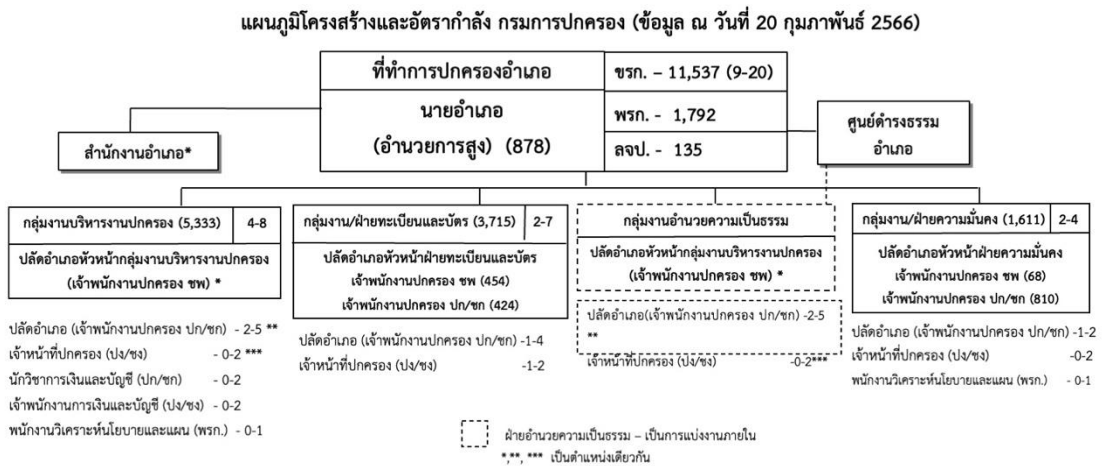 แผนภูมิโครงสร้างและอัตรากำลัง กรมการปกครอง (ข้อมูล ณ วันที่ 20 กุมภาพันธ์ 2566)
ที่ทำการปกครองอำเภอ
นายอำเภอ
(อำนวยการสูง) (878)
ขรก. – 11,537 (9-20)
พรก. - 1,792
ลจป. - 135
สำนักงานอำเภอ*
ศูนย์ดำรงธรรม
อำเภอ
กลุ่มงานบริหารงานปกครอง (5,333) 4-8
ปลัดอำเภอหัวหน้ากลุ่มงานบริหารงานปกครอง
(เจ้าพนักงานปกครอง ชพ) *
ปลัดอำเภอ (เจ้าพนักงานปกครอง ปก/ชก) - 2-5 **
เจ้าหน้าที่ปกครอง (ปง/ชง) - 0-2 ***
นักวิชาการเงินและบัญชี (ปก/ชก) - 0-2
เจ้าพนักงานการเงินและบัญชี (ปง/ชง) - 0-2
พนักงานวิเคราะห์นโยบายและแผน (พรก.) - 0-1
กลุ่มงาน/ฝ่ายทะเบียนและบัตร (3,715) 2-7
ปลัดอำเภอหัวหน้าฝ่ายทะเบียนและบัตร
เจ้าพนักงานปกครอง ชพ (454)
เจ้าพนักงานปกครอง ปก/ชก (424)
ปลัดอำเภอ (เจ้าพนักงานปกครอง ปก/ชก) -1-4
เจ้าหน้าที่ปกครอง (ปง/ชง) -1-2
กลุ่มงานอำนวยความเป็นธรรม
ปลัดอำเภอหัวหน้ากลุ่มงานบริหารงานปกครอง
(เจ้าพนักงานปกครอง ชพ) *
ปลัดอำเภอ(เจ้าพนักงานปกครอง ปก/ชก) -2-5
**
เจ้าหน้าที่ปกครอง (ปง/ชง) -0-2***
กลุ่มงาน/ฝ่ายความมั่นคง (1,611) 2-4
ปลัดอำเภอหัวหน้าฝ่ายความมั่นคง
เจ้าพนักงานปกครอง ชพ (68)
เจ้าพนักงานปกครอง ปก/ชก (810)
ปลัดอำเภอ (เจ้าพนักงานปกครอง ปก/ชก) -1-2
เจ้าหน้าที่ปกครอง (ปง/ชง) -0-2
พนักงานวิเคราะห์นโยบายและแผน (พรก.) - 0-1
ฝ่ายอำนวยความเป็นธรรม – เป็นการแบ่งงานภายใน
*,**, *** เป็นตำแหน่งเดียวกัน